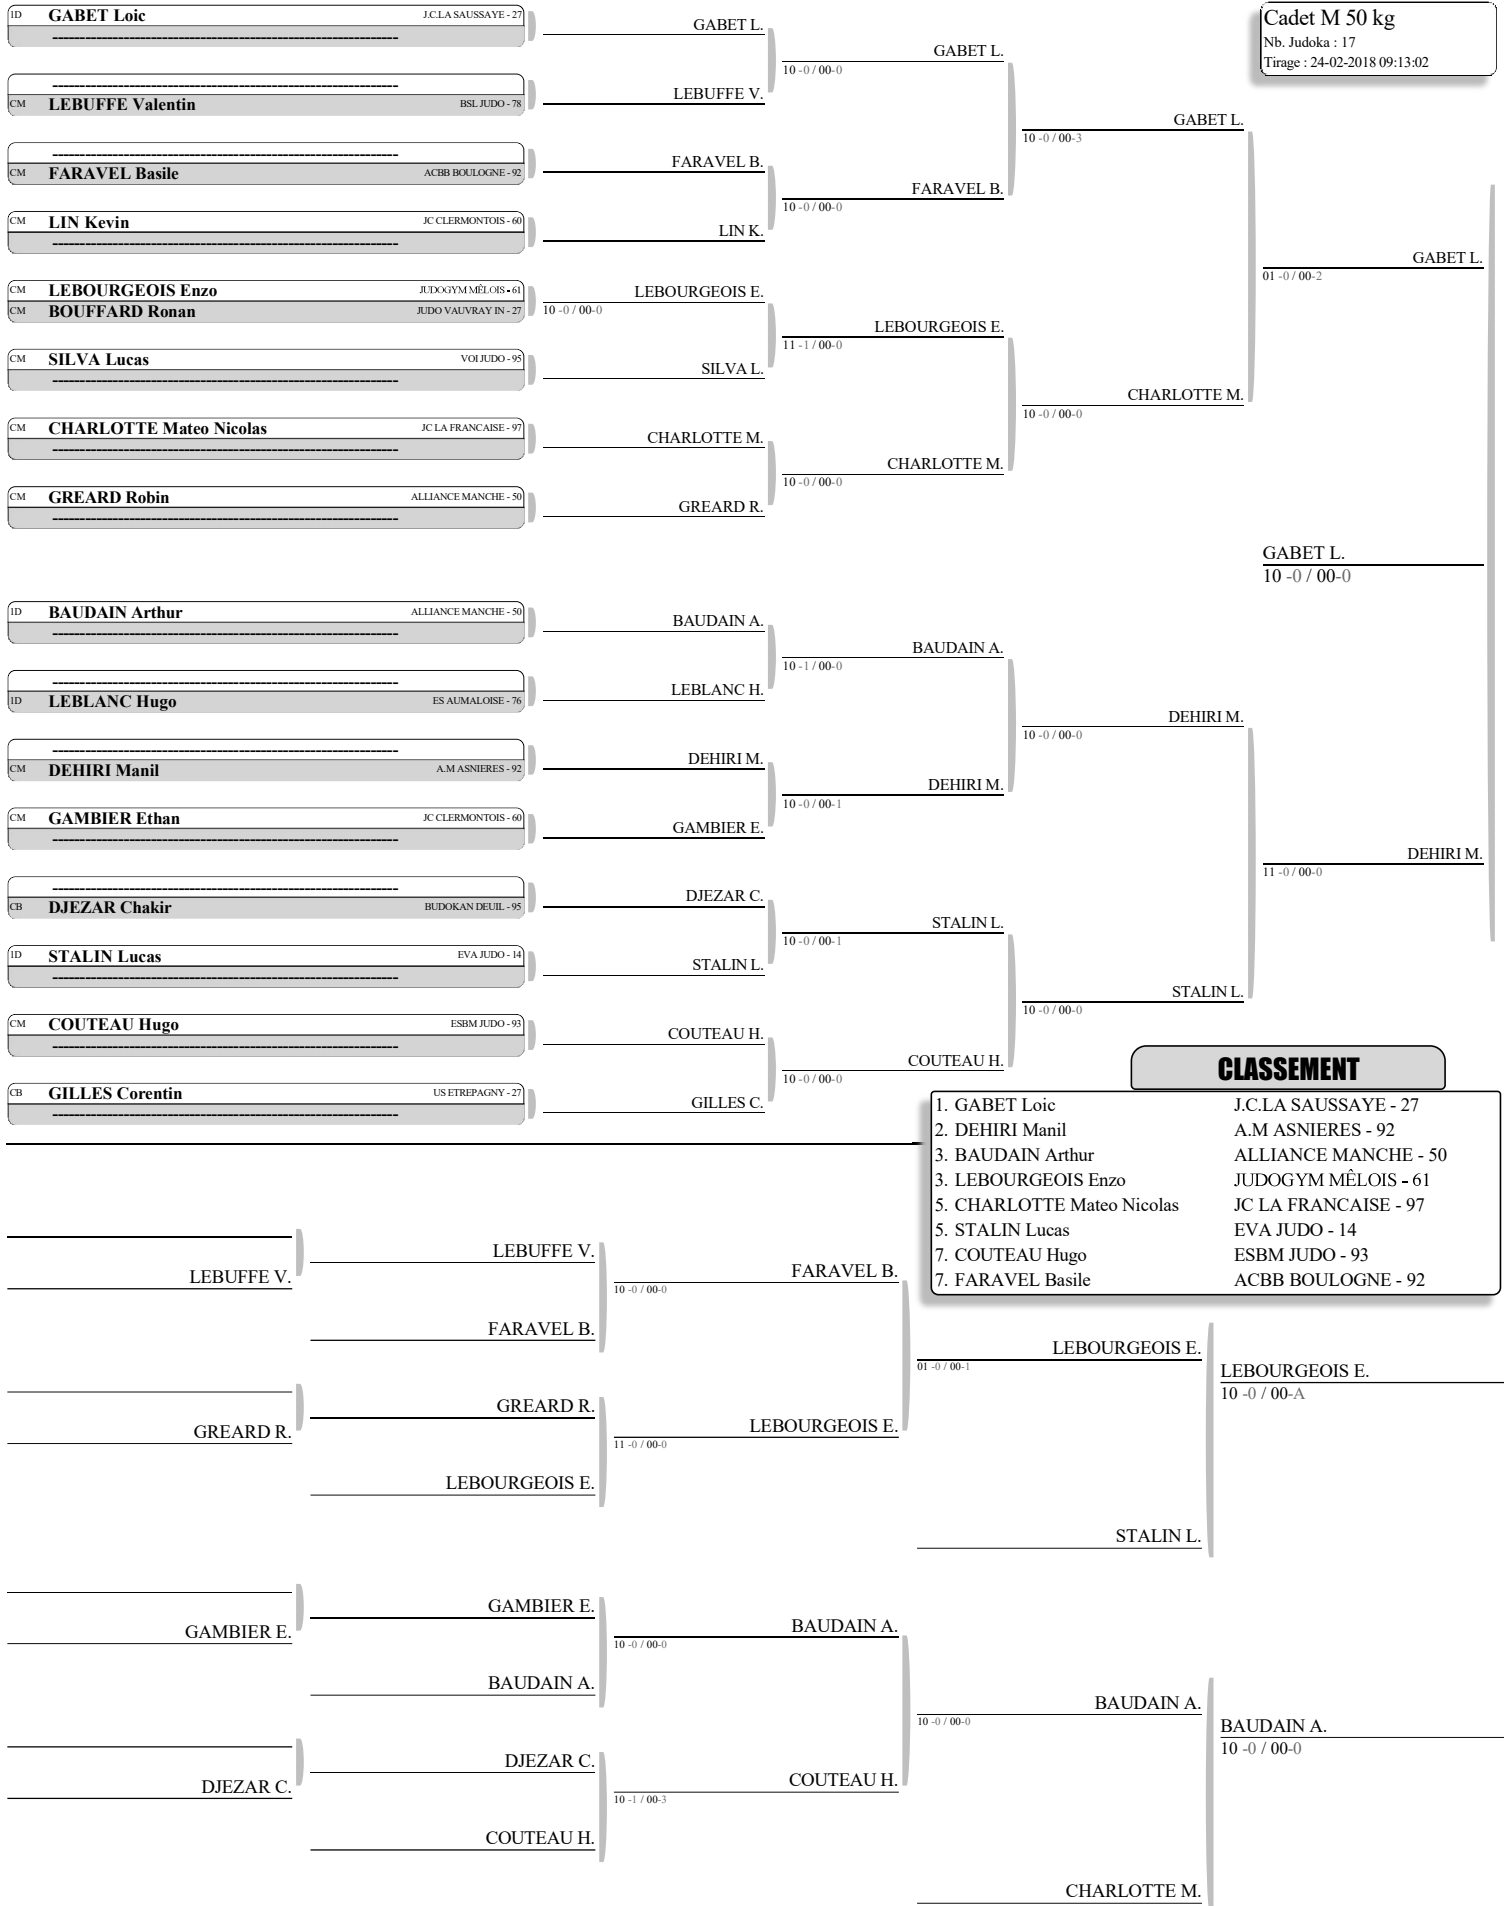 Cadet M 50 kg
Nb. Judoka : 17
Tirage : 24-02-2018 09:13:02
1D GABET Loic J.C.LA SAUSSAYE - 27
------------------------------------------------------------------------
------------------------------------------------------------------------
CM LEBUFFE Valentin BSL JUDO - 78
------------------------------------------------------------------------
CM FARAVEL Basile ACBB BOULOGNE - 92
CM LIN Kevin JC CLERMONTOIS - 60
------------------------------------------------------------------------
CM LEBOURGEOIS Enzo JUDOGYM MÊLOIS - 61
CM BOUFFARD Ronan JUDO VAUVRAY IN - 27
CM SILVA Lucas VOI JUDO - 95
------------------------------------------------------------------------
CM CHARLOTTE Mateo Nicolas JC LA FRANCAISE - 97
------------------------------------------------------------------------
CM GREARD Robin ALLIANCE MANCHE - 50
------------------------------------------------------------------------
1D BAUDAIN Arthur ALLIANCE MANCHE - 50
------------------------------------------------------------------------
------------------------------------------------------------------------
1D LEBLANC Hugo ES AUMALOISE - 76
------------------------------------------------------------------------
CM DEHIRI Manil A.M ASNIERES - 92
CM GAMBIER Ethan JC CLERMONTOIS - 60
------------------------------------------------------------------------
------------------------------------------------------------------------
CB DJEZAR Chakir BUDOKAN DEUIL - 95
1D STALIN Lucas EVA JUDO - 14
------------------------------------------------------------------------
CM COUTEAU Hugo ESBM JUDO - 93
------------------------------------------------------------------------
CB GILLES Corentin US ETREPAGNY - 27
------------------------------------------------------------------------
GABET L.
LEBUFFE V.
FARAVEL B.
LIN K.
LEBOURGEOIS E.
10 -0 / 00-0
SILVA L.
CHARLOTTE M.
GREARD R.
BAUDAIN A.
LEBLANC H.
DEHIRI M.
GAMBIER E.
DJEZAR C.
STALIN L.
COUTEAU H.
GILLES C.
GABET L.
10 -0 / 00-0
FARAVEL B.
10 -0 / 00-0
LEBOURGEOIS E.
11 -1 / 00-0
CHARLOTTE M.
10 -0 / 00-0
BAUDAIN A.
10 -1 / 00-0
DEHIRI M.
10 -0 / 00-1
STALIN L.
10 -0 / 00-1
COUTEAU H.
10 -0 / 00-0
GABET L.
10 -0 / 00-3
CHARLOTTE M.
10 -0 / 00-0
DEHIRI M.
10 -0 / 00-0
STALIN L.
10 -0 / 00-0
GABET L.
01 -0 / 00-2
DEHIRI M.
11 -0 / 00-0
GABET L.
10 -0 / 00-0
CLASSEMENT
1. GABET Loic J.C.LA SAUSSAYE - 27
2. DEHIRI Manil A.M ASNIERES - 92
3. BAUDAIN Arthur ALLIANCE MANCHE - 50
3. LEBOURGEOIS Enzo JUDOGYM MÊLOIS - 61
5. CHARLOTTE Mateo Nicolas JC LA FRANCAISE - 97
5. STALIN Lucas EVA JUDO - 14
7. COUTEAU Hugo ESBM JUDO - 93
7. FARAVEL Basile ACBB BOULOGNE - 92
LEBUFFE V.
GREARD R.
LEBUFFE V.
FARAVEL B.
GREARD R.
LEBOURGEOIS E.
FARAVEL B.
10 -0 / 00-0
LEBOURGEOIS E.
11 -0 / 00-0
LEBOURGEOIS E.
01 -0 / 00-1
STALIN L.
LEBOURGEOIS E.
10 -0 / 00-A
GAMBIER E.
DJEZAR C.
GAMBIER E.
BAUDAIN A.
DJEZAR C.
COUTEAU H.
BAUDAIN A.
10 -0 / 00-0
COUTEAU H.
10 -1 / 00-3
BAUDAIN A.
10 -0 / 00-0
CHARLOTTE M.
BAUDAIN A.
10 -0 / 00-0